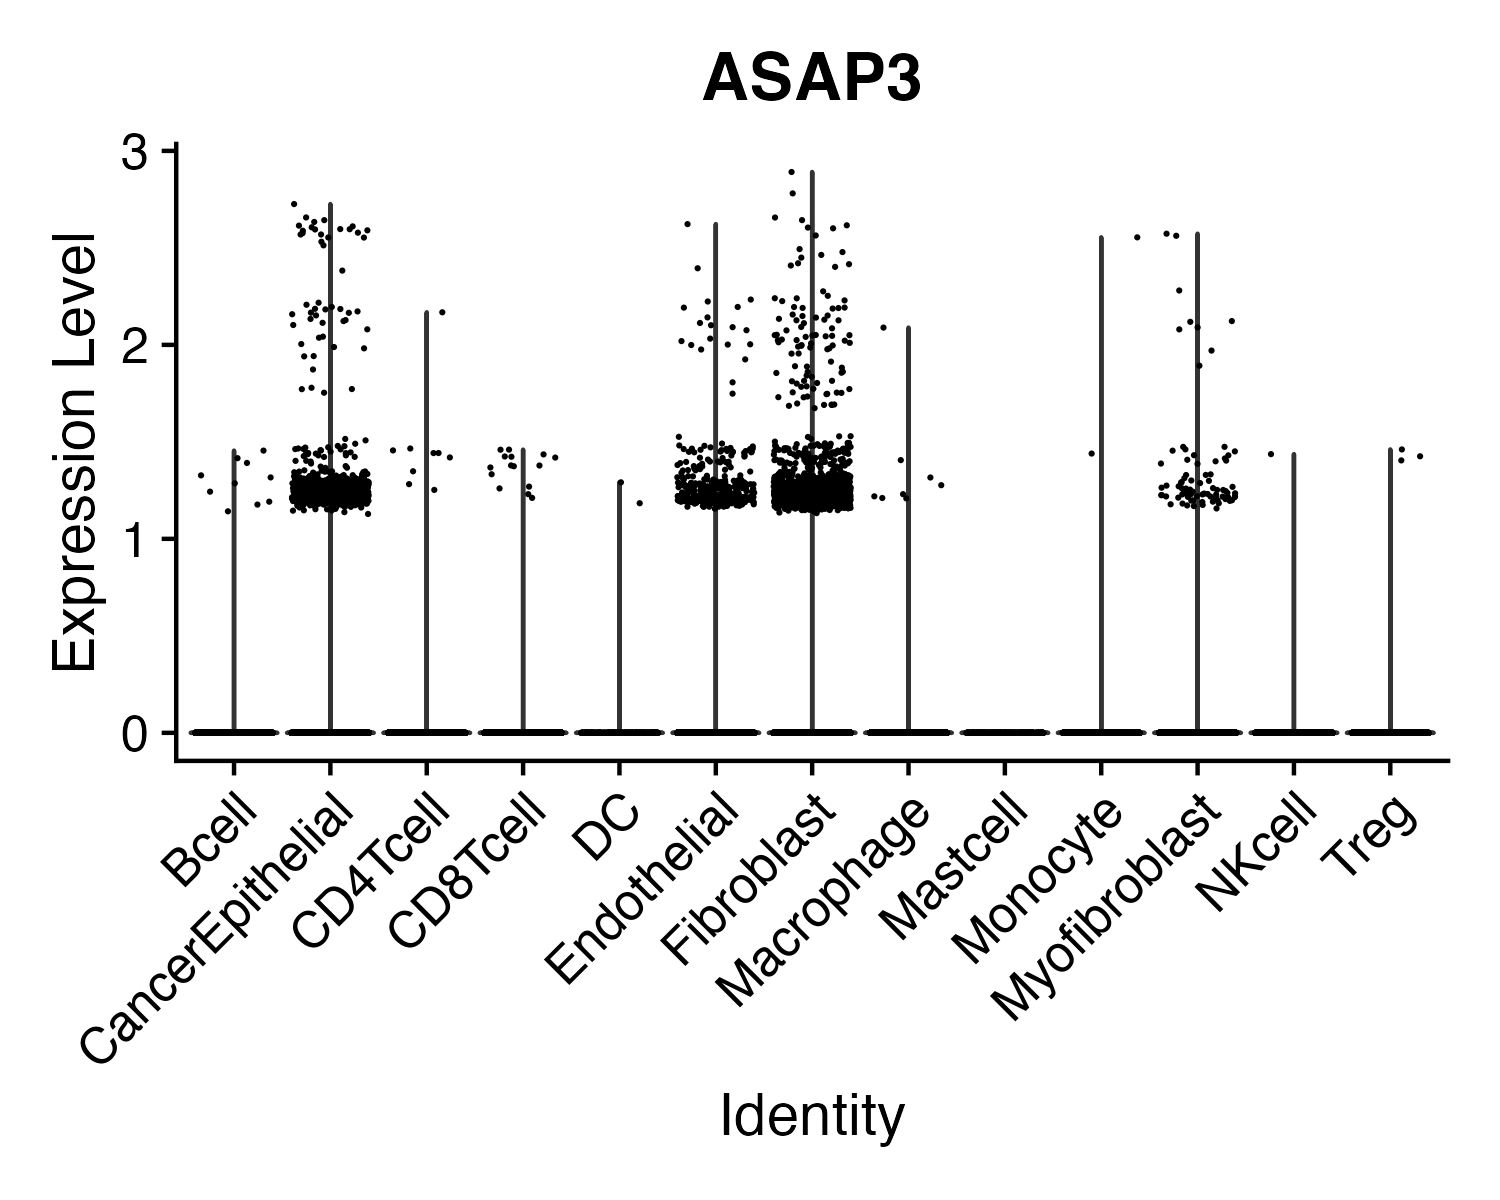 ASAP3
Expression Level
3
2
1
0
Bcell
CancerEpithelial
CD4Tcell
CD8Tcell
DC
Endothelial
Fibroblast
Macrophage
Mastcell
Monocyte
Myofibroblast
NKcell
Treg
Identity